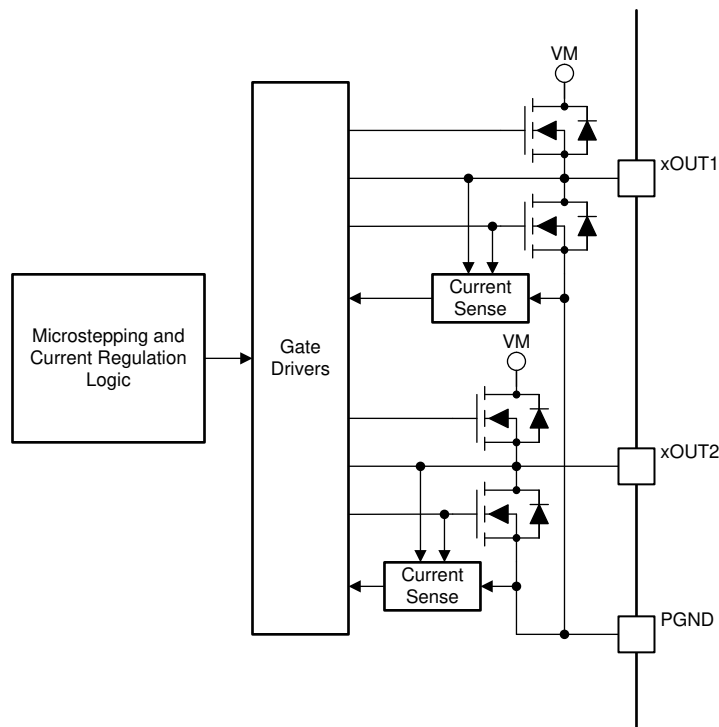 VM
xOUT1
Current
Sense
Microstepping and
Current Regulation
Logic
Gate
Drivers
VM
xOUT2
Current
Sense
PGND